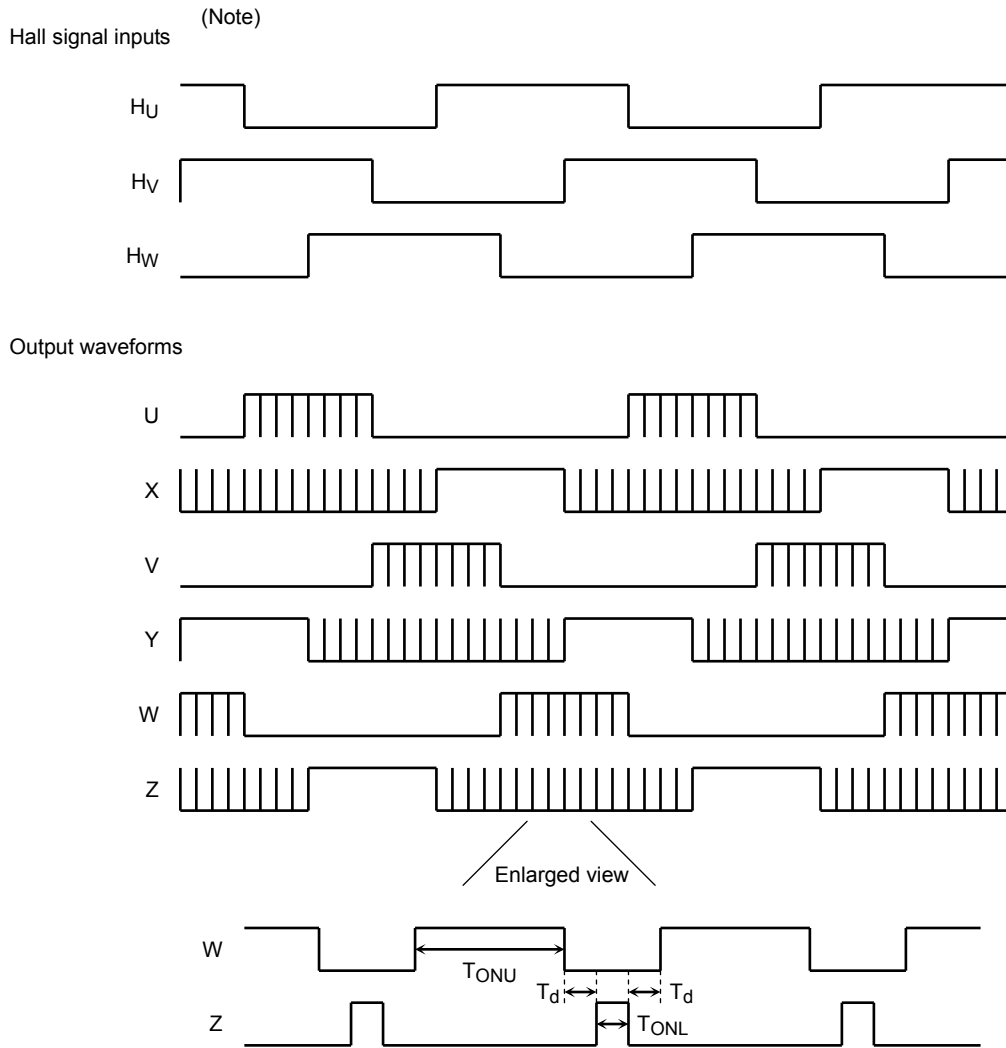 (Note)
Hall signal inputs
HU
HV
HW
Output waveforms
U
X
V
Y
W
Z
Enlarged view
W
TONU
Td
Td
Z
TONL